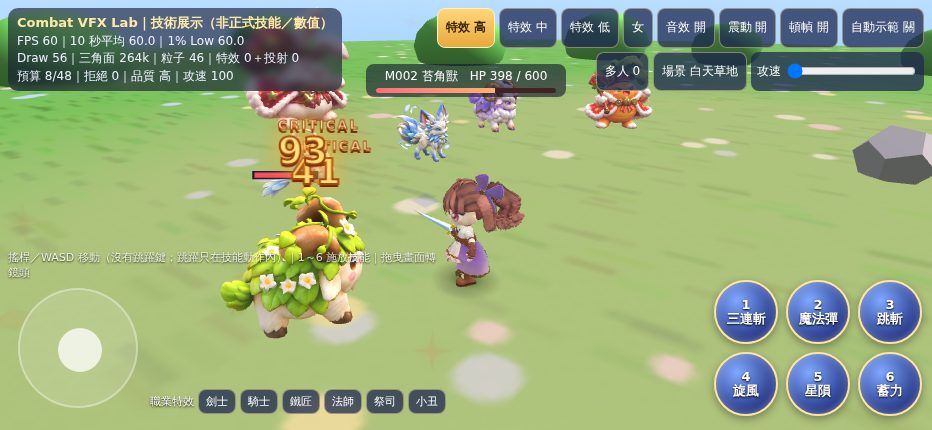 Combat VFX Lab｜技術展示（非正式技能／數值）
FPS 60｜10 秒平均 60.0｜1% Low 60.0
Draw 56｜三角面 264k｜粒子 46｜特效 0＋投射 0
預算 8/48｜拒絕 0｜品質 高｜攻速 100
特效 高
特效 中
特效 低
女
音效 開
震動 開
頓幀 開
自動示範 關
M002 苔角獸 HP 398 / 600
多人 0
場景 白天草地
攻速
CRITICAL
93
41
搖桿／WASD 移動（沒有跳躍鍵；跳躍只在技能動作內）｜1～6 施放技能｜拖曳畫面轉
鏡頭
1
三連斬
2
魔法彈
3
跳斬
4
旋風
5
星隕
6
蓄力
職業特效
劍士
騎士
鐵匠
法師
祭司
小丑